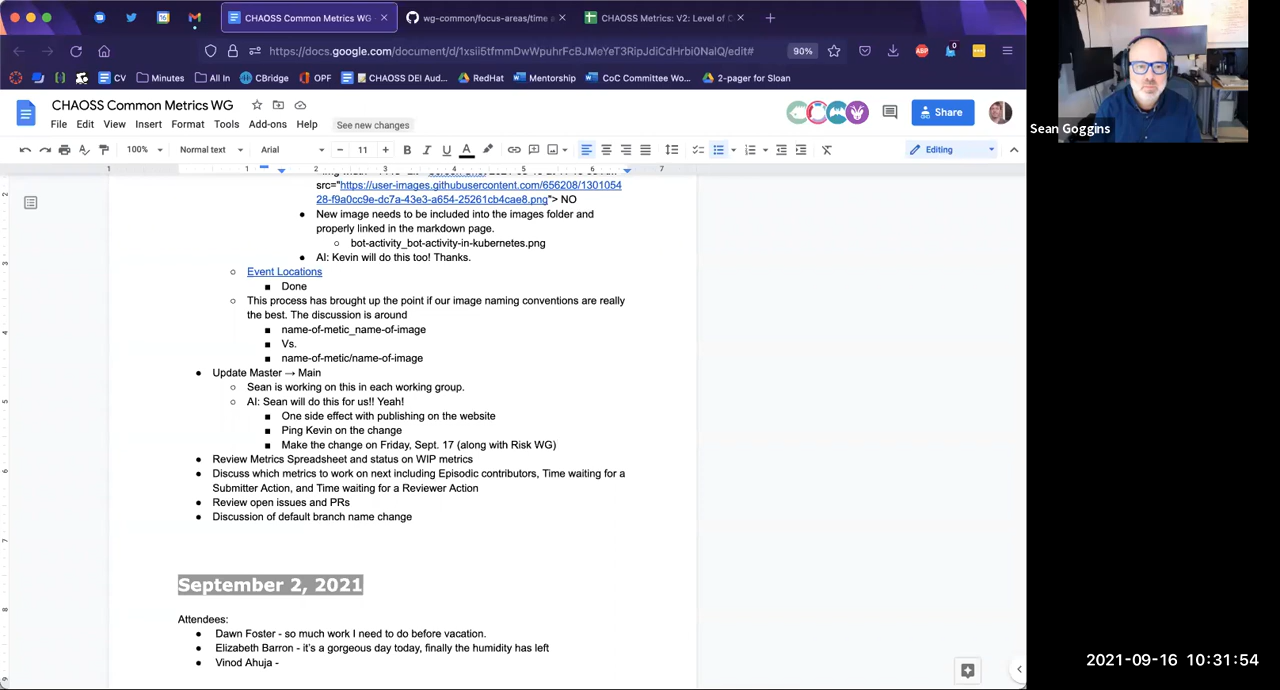 CHAOSS Common Metrics WG -
wg-common/focus-areas/time a
CHAOSS Metrics: V2: Level of D
https://docs.google.com/document/d/1xsii5tfmmDwWpuhrFcBJMeYeT3RipJdiCdHrbi0NaIQ/edit#
90%
CV
Minutes
All In
CBridge
OPF
CHAOSS DEI Aud...
RedHat
Mentorship
CoC Committee Wo...
2-pager for Sloan
CHAOSS Common Metrics WG
File Edit View Insert Format Tools Add-ons Help See new changes
Share
100% Normal text Arial 11 Editing
src="https://user-images.githubusercontent.com/656208/1301054
28-f9a0cc9e-dc7a-43e3-a654-25261cb4cae8.png"> NO
New image needs to be included into the images folder and
properly linked in the markdown page.
bot-activity_bot-activity-in-kubernetes.png
AI: Kevin will do this too! Thanks.
Event Locations
Done
This process has brought up the point if our image naming conventions are really
the best. The discussion is around
name-of-metic_name-of-image
Vs.
name-of-metic/name-of-image
Update Master → Main
Sean is working on this in each working group.
AI: Sean will do this for us!! Yeah!
One side effect with publishing on the website
Ping Kevin on the change
Make the change on Friday, Sept. 17 (along with Risk WG)
Review Metrics Spreadsheet and status on WIP metrics
Discuss which metrics to work on next including Episodic contributors, Time waiting for a
Submitter Action, and Time waiting for a Reviewer Action
Review open issues and PRs
Discussion of default branch name change
September 2, 2021
Attendees:
Dawn Foster - so much work I need to do before vacation.
Elizabeth Barron - it's a gorgeous day today, finally the humidity has left
Vinod Ahuja -
Sean Goggins
2021-09-16 10:31:54